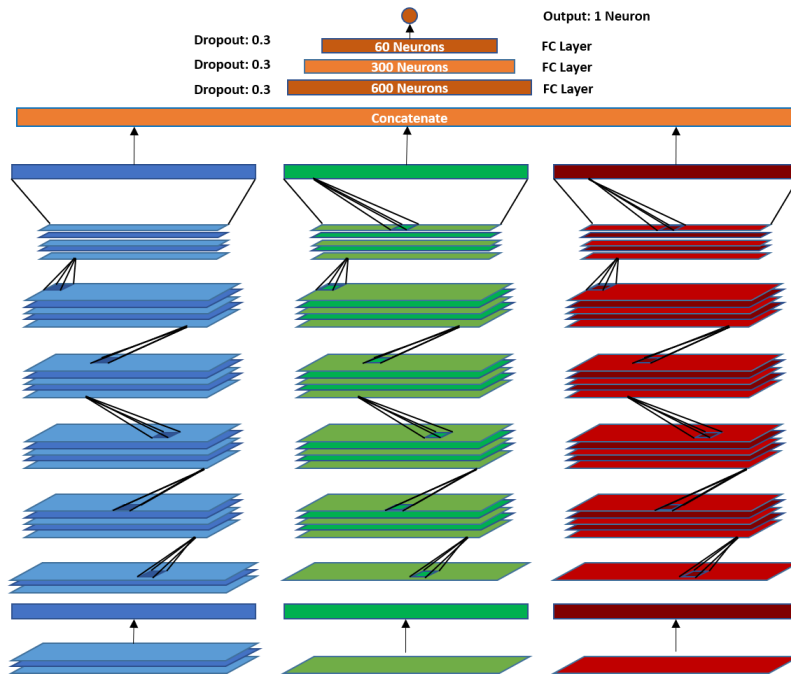 Output: 1 Neuron
Dropout: 0.3 60 Neurons FC Layer
Dropout: 0.3 300 Neurons FC Layer
Dropout: 0.3 600 Neurons FC Layer
Concatenate